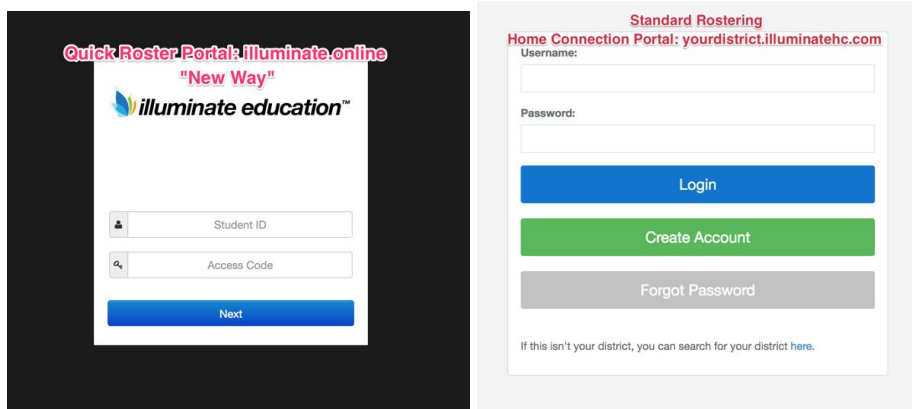 Quick Roster Portal: illuminate.online
"New Way"
illuminate education™
Student ID
Access Code
Next
Standard Rostering
Home Connection Portal: yourdistrict.illuminatehc.com
Username:
Password:
Login
Create Account
Forgot Password
If this isn't your district, you can search for your district here.